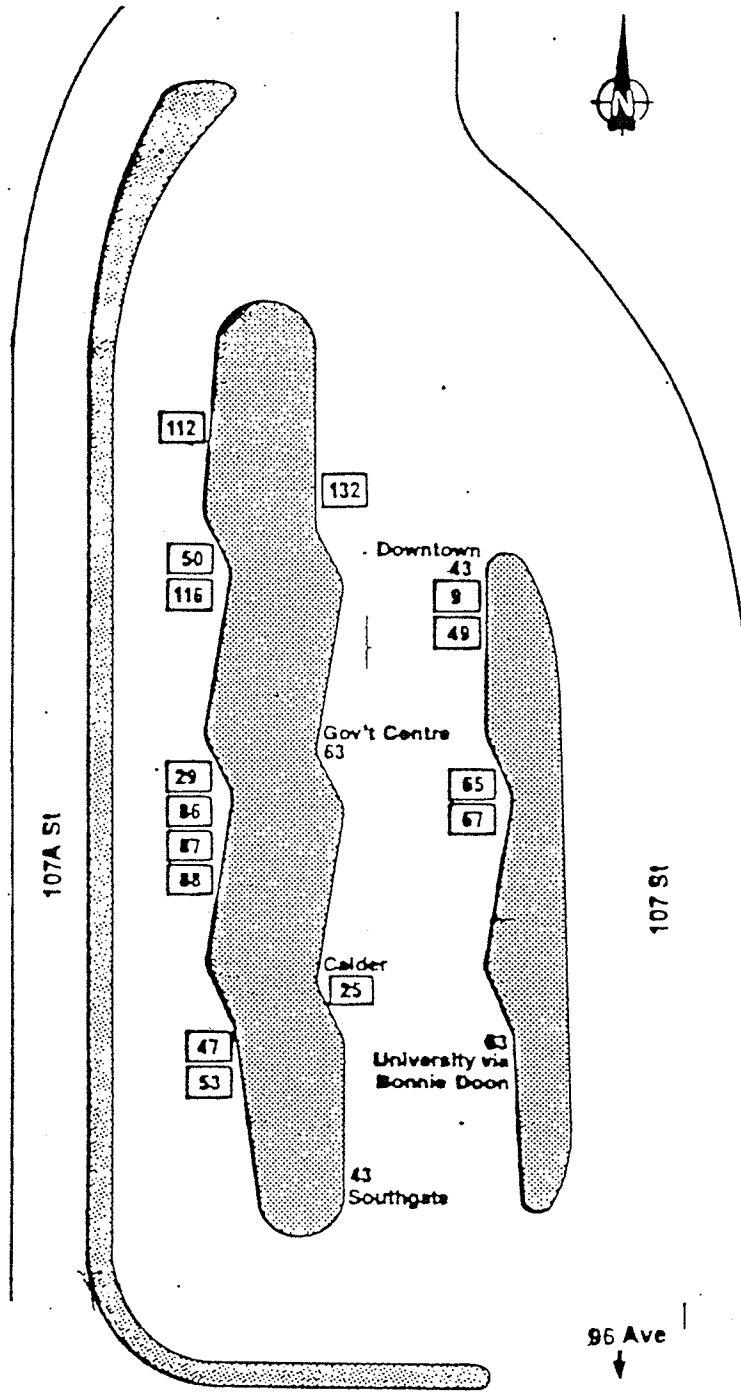 N
112
132
Downtown
43
50
9
116
49
Gov't Centre
63
29
65
86
67
87
88
107A St
107 St
Calder
25
47
63
University via
53
Bonnie Doon
43
Southgate
96 Ave